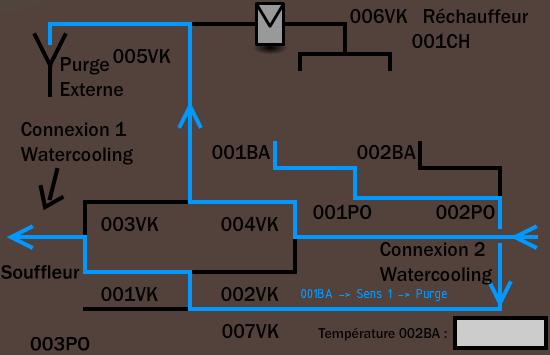 006VK Réchauffeur
001CH
005VK
Purge
Externe
Connexion 1
Watercooling
001BA
002BA
001PO
002PO
003VK
004VK
Connexion 2
Watercooling
Souffleur
001VK
002VK
001BA -> Sens 1 -> Purge
007VK
Température 002BA :
003PO